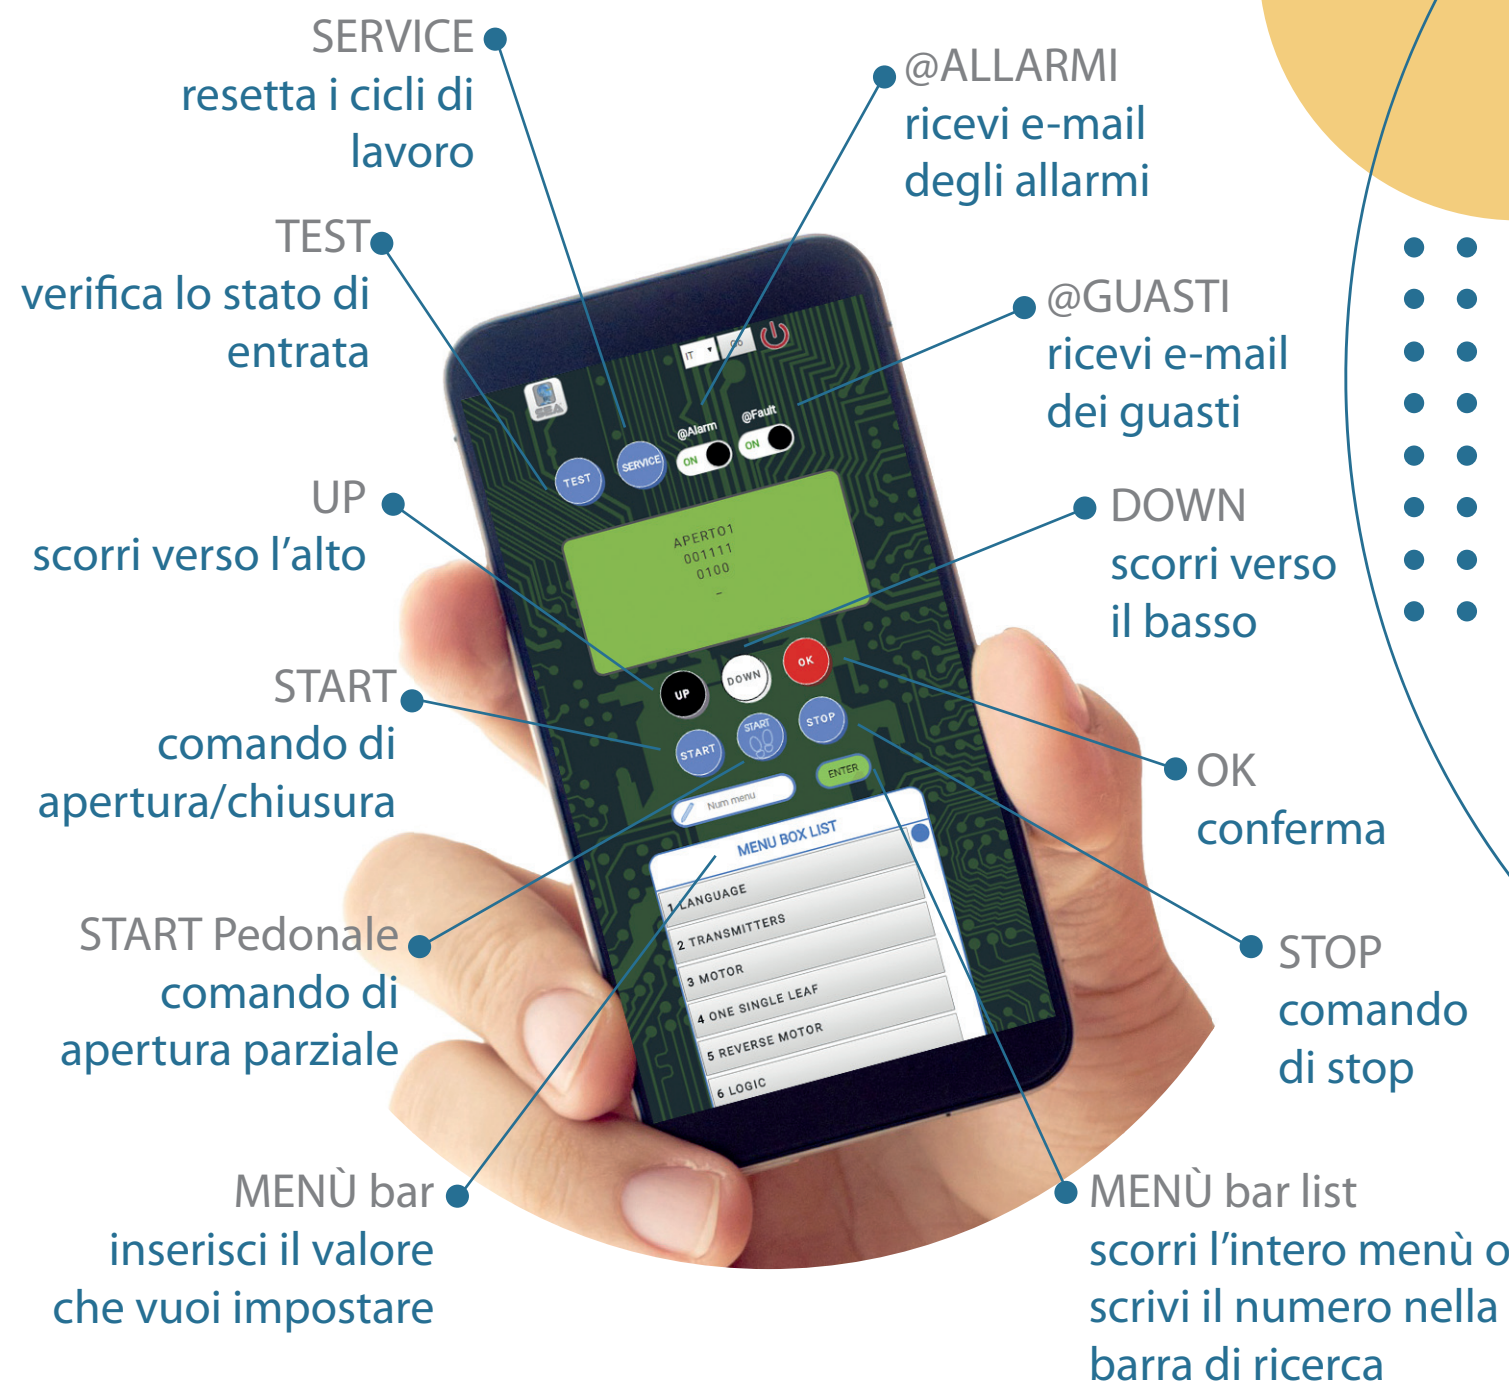 SERVICE
resetta i cicli di
lavoro
@ALLARMI
ricevi e-mail
degli allarmi
TEST
verifica lo stato di
entrata
@GUASTI
ricevi e-mail
dei guasti
UP
scorri verso l'alto
DOWN
scorri verso
il basso
START
comando di
apertura/chiusura
OK
conferma
START Pedonale
comando di
apertura parziale
STOP
comando
di stop
MENÙ bar
inserisci il valore
che vuoi impostare
MENÙ bar list
scorri l'intero menù o
scrivi il numero nella
barra di ricerca
IT Go
SEA
@Alarm @Fault
TEST SERVICE ON ON
APERTO1
001111
0100
_
UP DOWN OK
START START STOP
Num menu ENTER
MENU BOX LIST
1 LANGUAGE
2 TRANSMITTERS
3 MOTOR
4 ONE SINGLE LEAF
5 REVERSE MOTOR
6 LOGIC